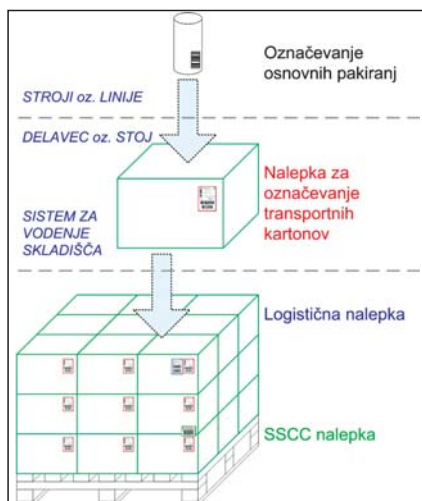 Označevanje
osnovnih pakiranj
STROJI oz. LINIJE
DELAVEC oz. STOJ
Nalepka za
označevanje
transportnih
kartonov
SISTEM ZA
VODENJE
SKLADIŠČA
Logistična nalepka
SSCC nalepka